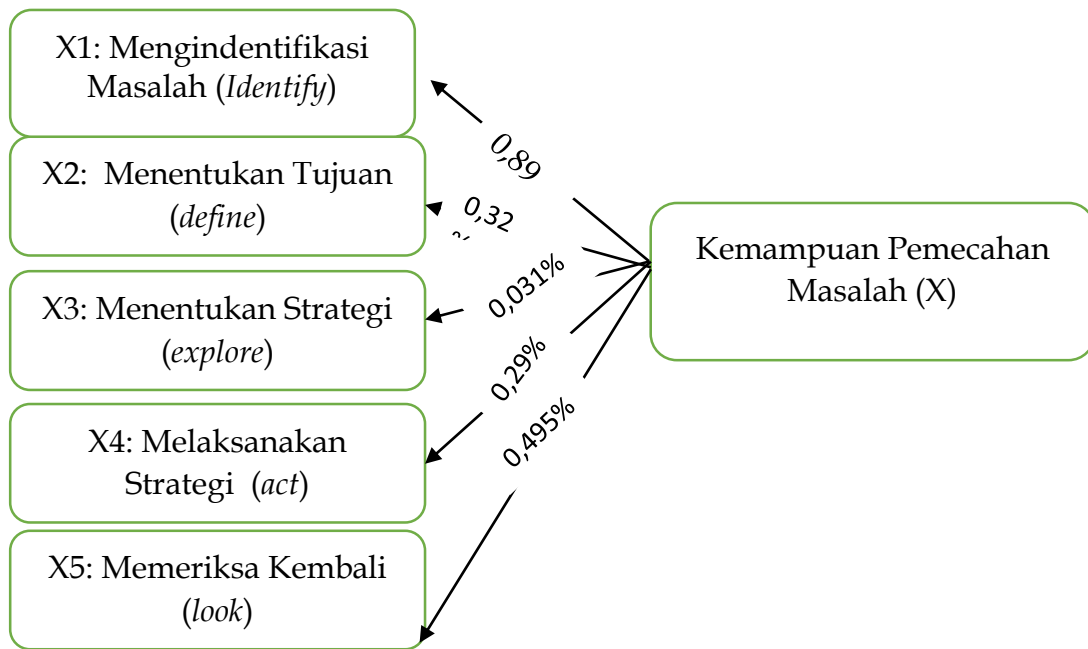 X1: Mengindentifikasi
Masalah (Identify)
0,89
X2: Menentukan Tujuan
(define)
0,32
%
Kemampuan Pemecahan
Masalah (X)
X3: Menentukan Strategi
(explore)
0,031%
0,29%
X4: Melaksanakan
Strategi (act)
0,495%
X5: Memeriksa Kembali
(look)